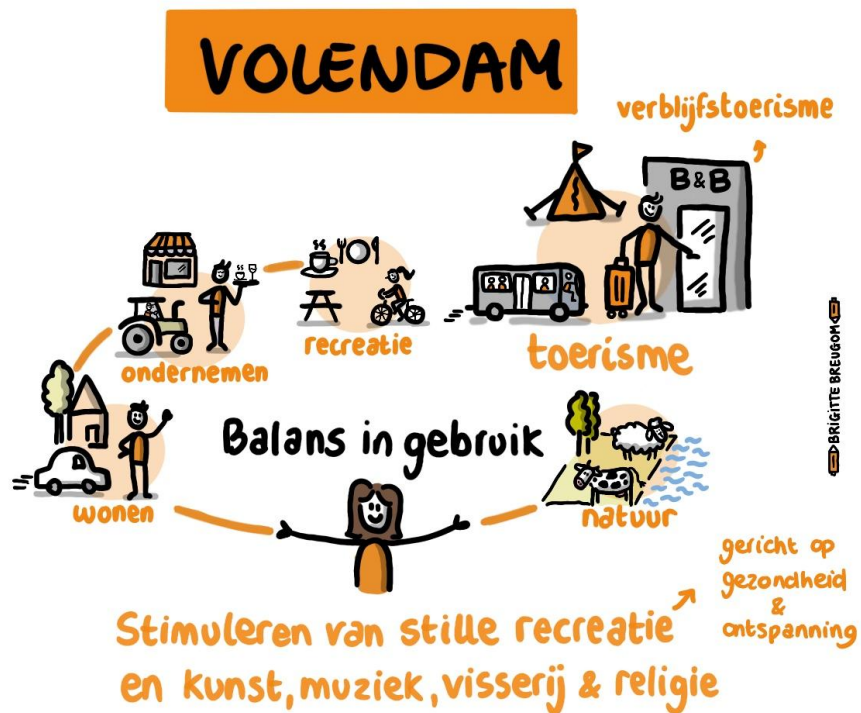 VOLENDAM
verblijfstoerisme
B&B
ondernemen
recreatie
toerisme
wonen
Balans in gebruik
natuur
BRIGITTE BREUGOM
Stimuleren van stille recreatie
en kunst, muziek, visserij & religie
gericht op
gezondheid
&
ontspanning